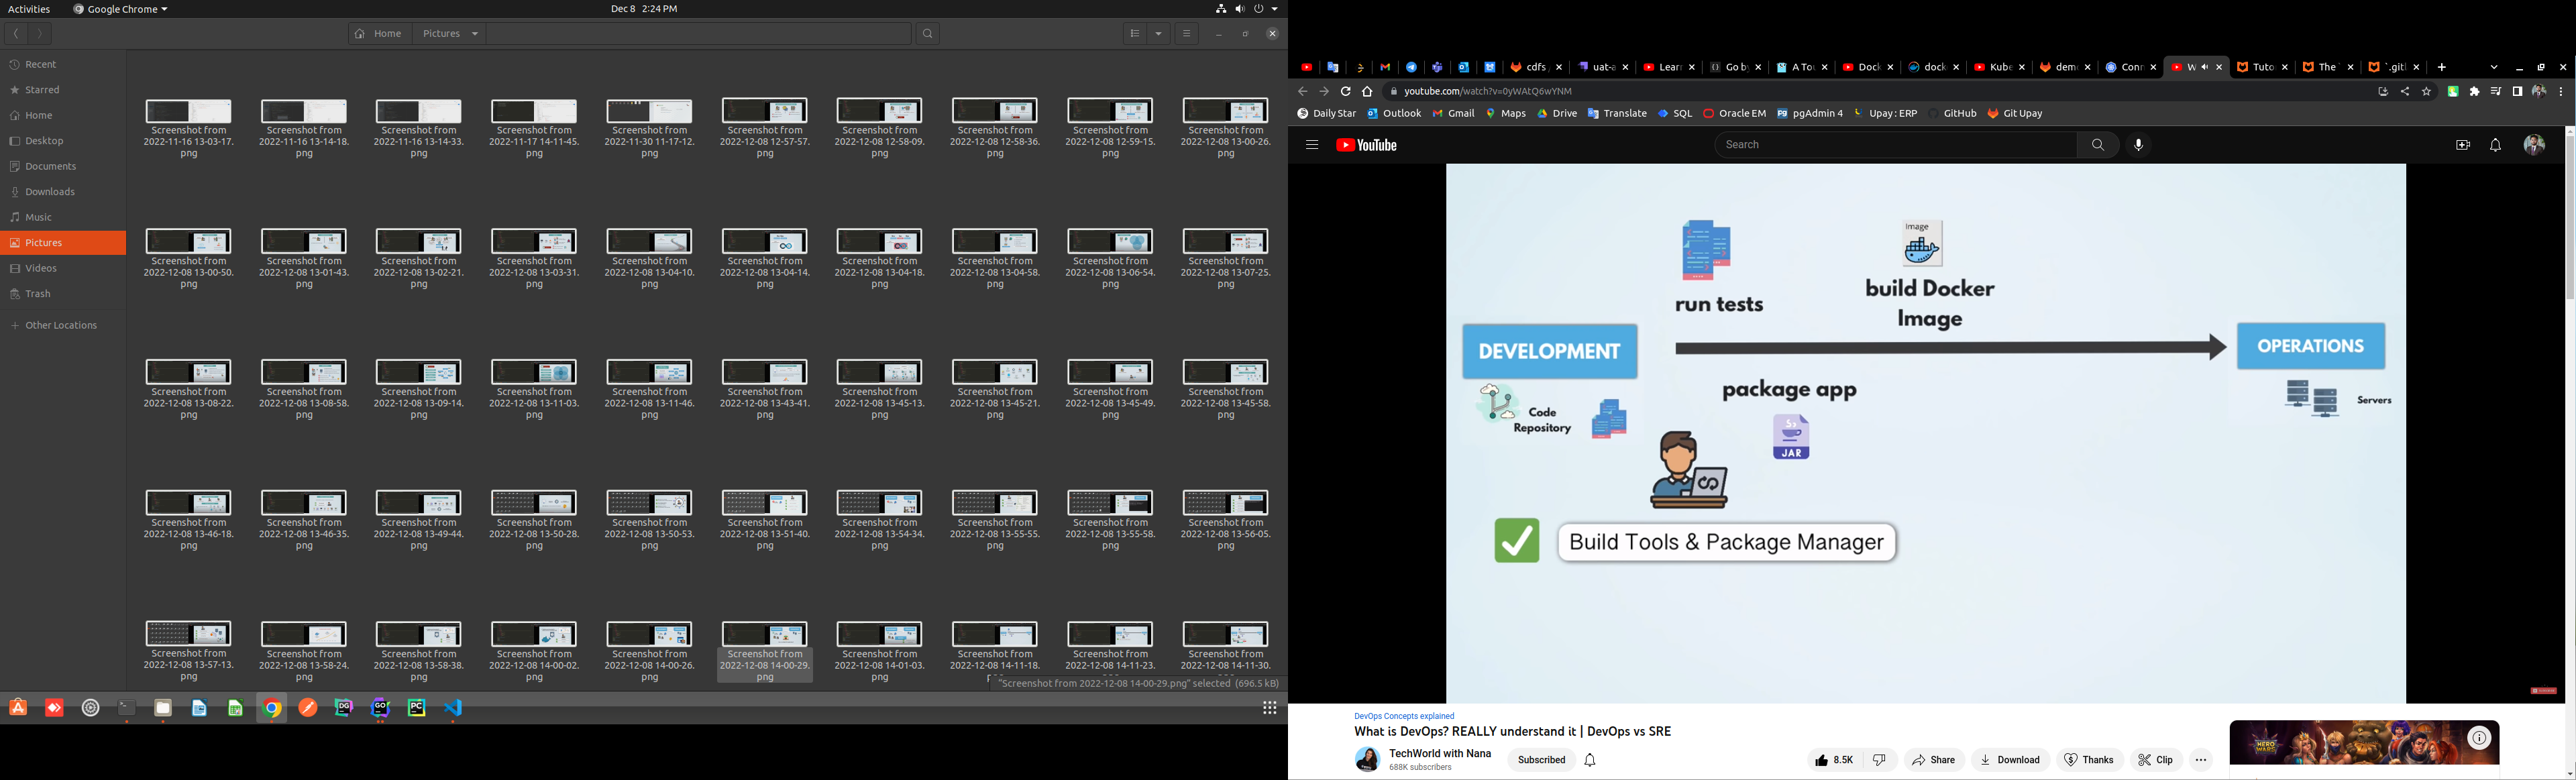 Activities
Google Chrome
Dec 8 2:24 PM
Home
Pictures
Recent
Starred
Home
Desktop
Documents
Downloads
Music
Pictures
Videos
Trash
Other Locations
Screenshot from 2022-11-16 13-03-17.png
Screenshot from 2022-11-16 13-14-18.png
Screenshot from 2022-11-16 13-14-33.png
Screenshot from 2022-11-17 14-11-45.png
Screenshot from 2022-11-30 11-17-12.png
Screenshot from 2022-12-08 12-57-57.png
Screenshot from 2022-12-08 12-58-09.png
Screenshot from 2022-12-08 12-58-36.png
Screenshot from 2022-12-08 12-59-15.png
Screenshot from 2022-12-08 13-00-26.png
Screenshot from 2022-12-08 13-00-50.png
Screenshot from 2022-12-08 13-01-43.png
Screenshot from 2022-12-08 13-02-21.png
Screenshot from 2022-12-08 13-03-31.png
Screenshot from 2022-12-08 13-04-10.png
Screenshot from 2022-12-08 13-04-14.png
Screenshot from 2022-12-08 13-04-18.png
Screenshot from 2022-12-08 13-04-58.png
Screenshot from 2022-12-08 13-06-54.png
Screenshot from 2022-12-08 13-07-25.png
Screenshot from 2022-12-08 13-08-22.png
Screenshot from 2022-12-08 13-08-58.png
Screenshot from 2022-12-08 13-09-14.png
Screenshot from 2022-12-08 13-11-03.png
Screenshot from 2022-12-08 13-11-46.png
Screenshot from 2022-12-08 13-43-41.png
Screenshot from 2022-12-08 13-45-13.png
Screenshot from 2022-12-08 13-45-21.png
Screenshot from 2022-12-08 13-45-49.png
Screenshot from 2022-12-08 13-45-58.png
Screenshot from 2022-12-08 13-46-18.png
Screenshot from 2022-12-08 13-46-35.png
Screenshot from 2022-12-08 13-49-44.png
Screenshot from 2022-12-08 13-50-28.png
Screenshot from 2022-12-08 13-50-53.png
Screenshot from 2022-12-08 13-51-40.png
Screenshot from 2022-12-08 13-54-34.png
Screenshot from 2022-12-08 13-55-55.png
Screenshot from 2022-12-08 13-55-58.png
Screenshot from 2022-12-08 13-56-05.png
Screenshot from 2022-12-08 13-57-13.png
Screenshot from 2022-12-08 13-58-24.png
Screenshot from 2022-12-08 13-58-38.png
Screenshot from 2022-12-08 14-00-02.png
Screenshot from 2022-12-08 14-00-26.png
Screenshot from 2022-12-08 14-00-29.png
Screenshot from 2022-12-08 14-01-03.png
Screenshot from 2022-12-08 14-11-18.
Screenshot from 2022-12-08 14-11-23.
Screenshot from 2022-12-08 14-11-30.
"Screenshot from 2022-12-08 14-00-29.png" selected (696.5 kB)
cdfs
uat-a
Learn
Go by
A Tou
Dock
dock
Kube
demo
Conn
W
Tuto
The
`.gitl
youtube.com/watch?v=0yWAtQ6wYNM
Daily Star
Outlook
Gmail
Maps
Drive
Translate
SQL
Oracle EM
pgAdmin 4
Upay : ERP
GitHub
Git Upay
YouTube
Search
Image
run tests
build Docker
Image
DEVELOPMENT
OPERATIONS
package app
Code
Repository
JAR
Servers
Build Tools & Package Manager
DevOps Concepts explained
What is DevOps? REALLY understand it | DevOps vs SRE
TechWorld with Nana
688K subscribers
Subscribed
8.5K
Share
Download
Thanks
Clip
HERO
WARS